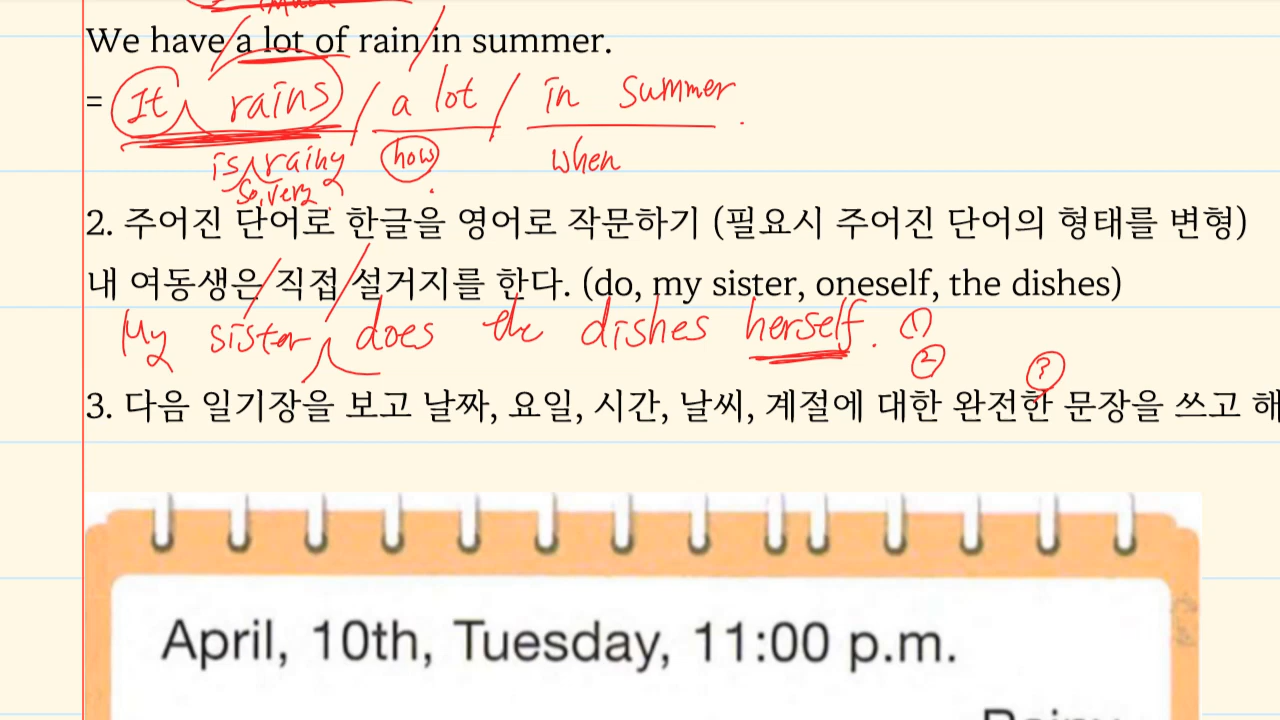 We have a lot of rain in summer.
= It rains / a lot / in summer.
is rainy how when
so, very
2. 주어진 단어로 한글을 영어로 작문하기 (필요시 주어진 단어의 형태를 변형)
내 여동생은 직접 설거지를 한다. (do, my sister, oneself, the dishes)
My sister does the dishes herself. ①
②
3. 다음 일기장을 보고 날짜, 요일, 시간, 날씨, 계절에 대한 완전한 문장을 쓰고 해
April, 10th, Tuesday, 11:00 p.m.